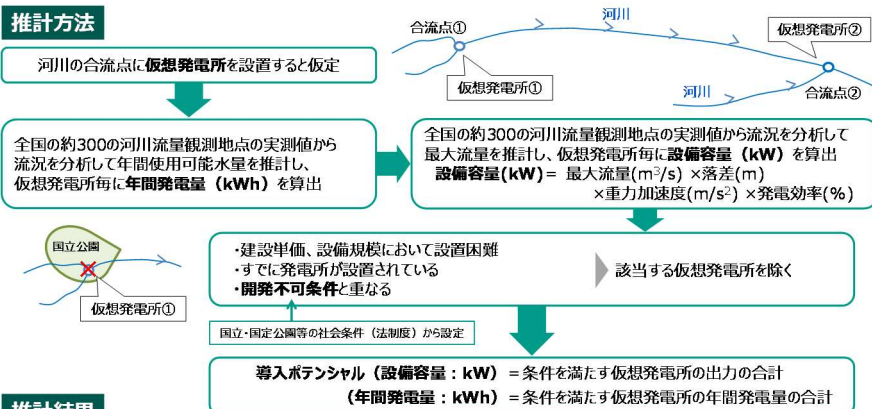 推計方法
合流点①
河川
仮想発電所②
河川の合流点に仮想発電所を設置すると仮定
仮想発電所①
河川
合流点②
全国の約300の河川流量観測地点の実測値から
流況を分析して年間使用可能水量を推計し、
仮想発電所毎に年間発電量（kWh）を算出
全国の約300の河川流量観測地点の実測値から流況を分析して
最大流量を推計し、仮想発電所毎に設備容量（kW）を算出
設備容量(kW)＝ 最大流量(m³/s) ×落差(m)
×重力加速度(m/s²) ×発電効率(%)
国立公園
仮想発電所①
・建設単価、設備規模において設置困難
・すでに発電所が設置されている
・開発不可条件と重なる
該当する仮想発電所を除く
国立・国定公園等の社会条件（法制度）から設定
導入ポテンシャル（設備容量：kW）＝条件を満たす仮想発電所の出力の合計
（年間発電量：kWh）＝条件を満たす仮想発電所の年間発電量の合計
推計結果